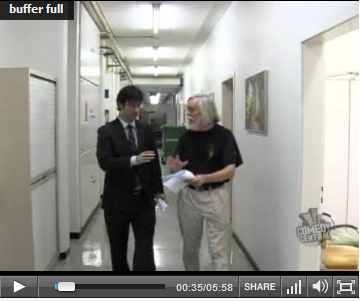 buffer full
COMEDY
CENTRAL
00:35/05:58
SHARE